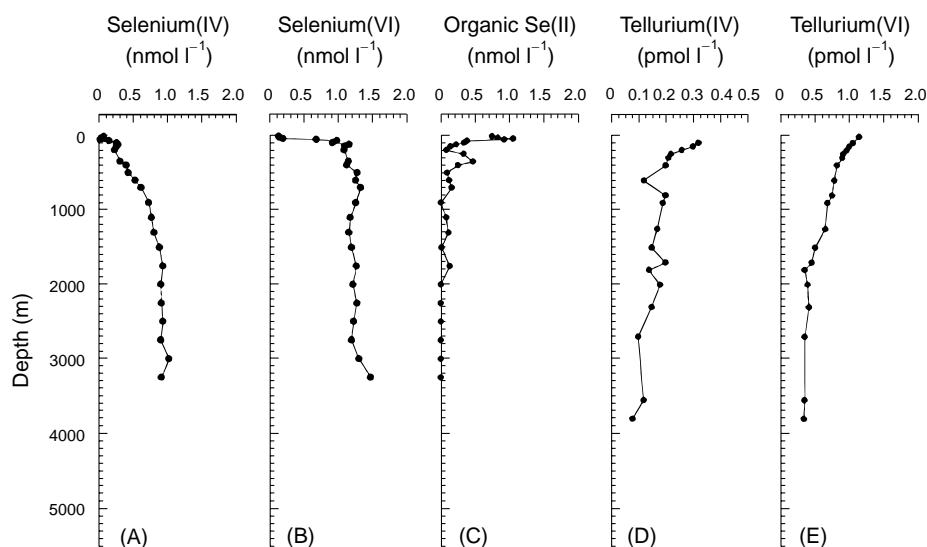 Selenium(IV) Selenium(VI) Organic Se(II) Tellurium(IV) Tellurium(VI)
(nmol l⁻¹) (nmol l⁻¹) (nmol l⁻¹) (pmol l⁻¹) (pmol l⁻¹)
0 0.5 1.0 1.5 2.0 0 0.5 1.0 1.5 2.0 0 0.5 1.0 1.5 2.0 0 0.1 0.2 0.3 0.4 0.5 0 0.5 1.0 1.5 2.0
0
1000
2000
Depth (m)
3000
4000
5000
(A) (B) (C) (D) (E)